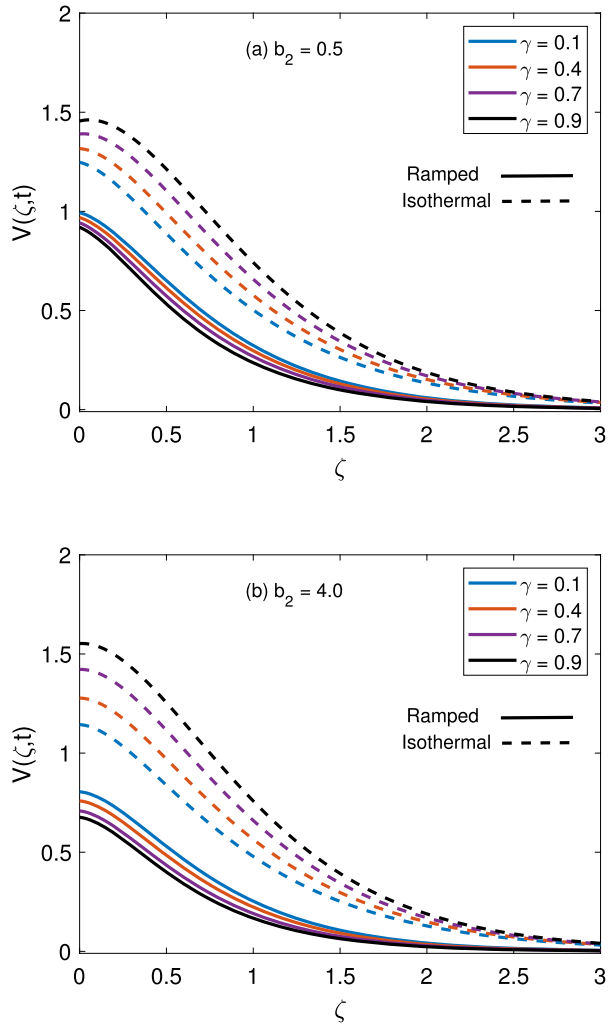 2
(a) b2 = 0.5
γ = 0.1
γ = 0.4
γ = 0.7
γ = 0.9
1.5
Ramped
Isothermal
V(ζ,t)
1
0.5
0
0 0.5 1 1.5 2 2.5 3
ζ
2
(b) b2 = 4.0
γ = 0.1
γ = 0.4
γ = 0.7
γ = 0.9
1.5
Ramped
Isothermal
V(ζ,t)
1
0.5
0
0 0.5 1 1.5 2 2.5 3
ζ